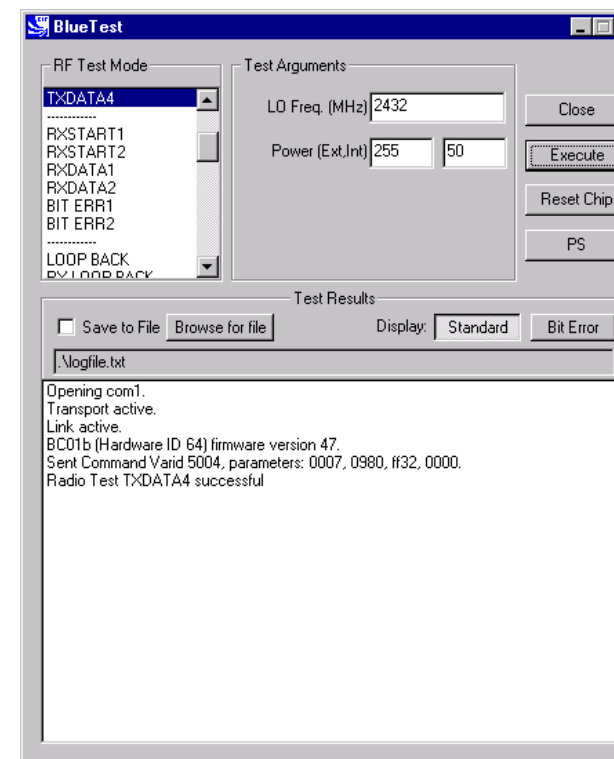 BlueTest
RF Test Mode
TXDATA4
------------
RXSTART1
RXSTART2
RXDATA1
RXDATA2
BIT ERR1
BIT ERR2
------------
LOOP BACK
RX LOOP BACK
Test Arguments
LO Freq. (MHz) 2432
Power (Ext,Int) 255 50
Close
Execute
Reset Chip
PS
Test Results
Save to File Browse for file Display: Standard Bit Error
.\logfile.txt
Opening com1.
Transport active.
Link active.
BC01b (Hardware ID 64) firmware version 47.
Sent Command Varid 5004, parameters: 0007, 0980, ff32, 0000.
Radio Test TXDATA4 successful